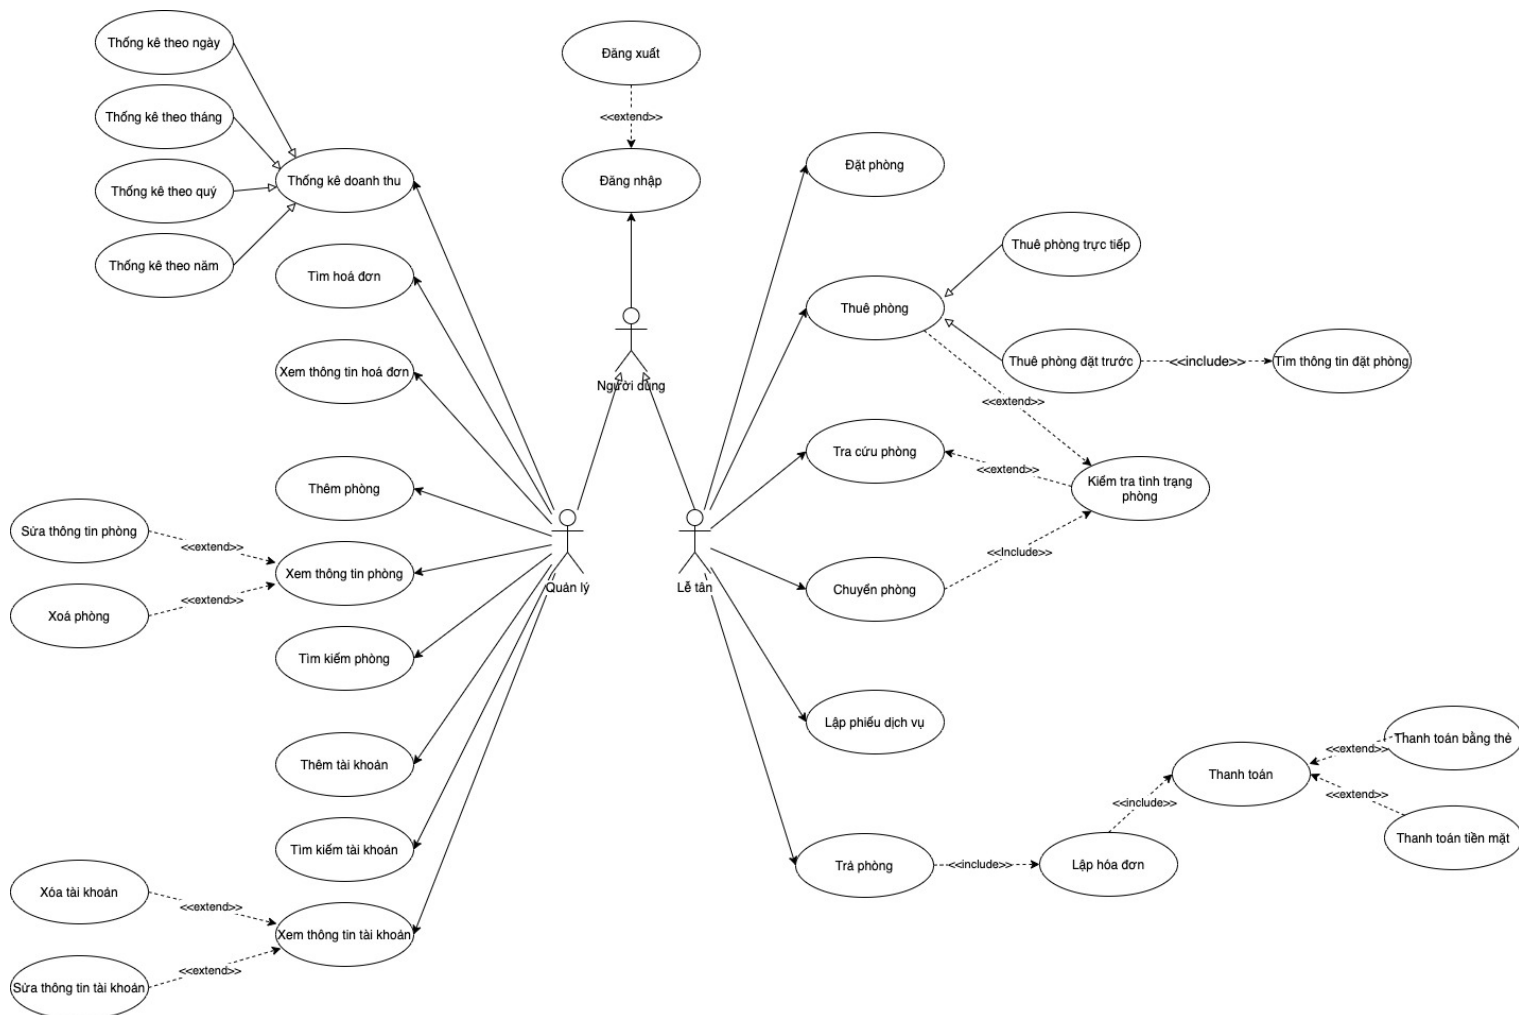 Thống kê theo ngày
Đăng xuất
Thống kê theo tháng
<<extend>>
Đặt phòng
Thống kê doanh thu
Đăng nhập
Thống kê theo quý
Thống kê theo năm
Thuê phòng trực tiếp
Tìm hoá đơn
Thuê phòng
Xem thông tin hoá đơn
Người dùng
Thuê phòng đặt trước
<<include>>
Tìm thông tin đặt phòng
<<extend>>
Tra cứu phòng
<<extend>>
Kiểm tra tình trạng
phòng
Thêm phòng
Sửa thông tin phòng
<<extend>>
Xem thông tin phòng
<<extend>>
Xoá phòng
Quản lý
Lễ tân
<<Include>>
Chuyển phòng
Tìm kiếm phòng
Lập phiếu dịch vụ
Thanh toán bằng thẻ
<<extend>>
Thêm tài khoản
Thanh toán
<<extend>>
<<include>>
Thanh toán tiền mặt
Tìm kiếm tài khoản
Trả phòng
<<include>>
Lập hóa đơn
Xóa tài khoản
<<extend>>
Xem thông tin tài khoản
<<extend>>
Sửa thông tin tài khoản